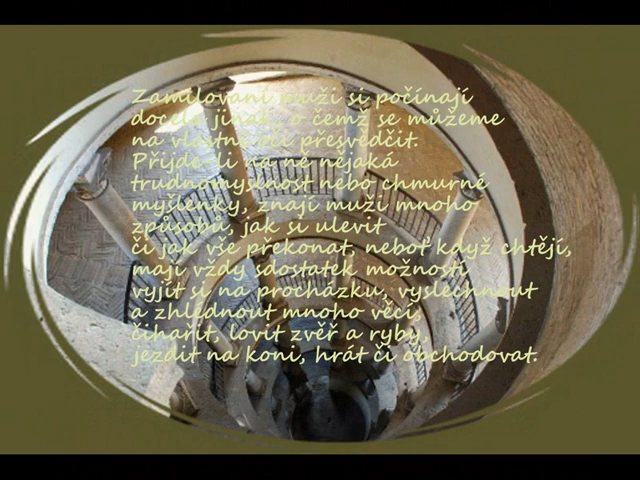 Zamilovaní muži si počínají
docela jinak, o čemž se můžeme
na vlastní oči přesvědčit.
Přijde-li na ně nějaká
trudnomyslnost nebo chmurné
myšlenky, znají muži mnoho
způsobů, jak si ulevit
či jak vše překonat, neboť když chtějí,
mají vždy sdostatek možností
vyjít si na procházku, vyslechnout
a zhlédnout mnoho věcí,
čihařit, lovit zvěř a ryby,
jezdit na koni, hrát či obchodovat.